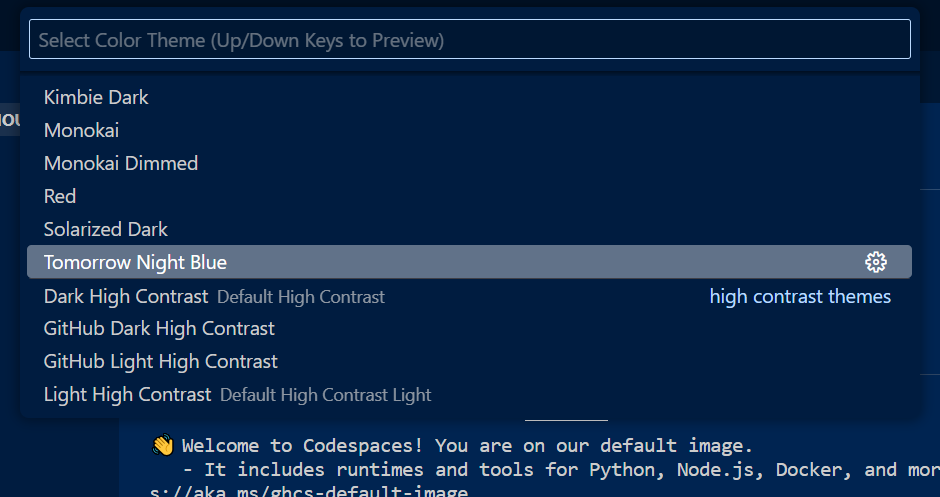 Select Color Theme (Up/Down Keys to Preview)
Kimbie Dark
Monokai
Monokai Dimmed
Red
Solarized Dark
Tomorrow Night Blue
Dark High Contrast Default High Contrast high contrast themes
GitHub Dark High Contrast
GitHub Light High Contrast
Light High Contrast Default High Contrast Light
👋 Welcome to Codespaces! You are on our default image.
- It includes runtimes and tools for Python, Node.js, Docker, and mor
s://aka.ms/ghcs-default-image